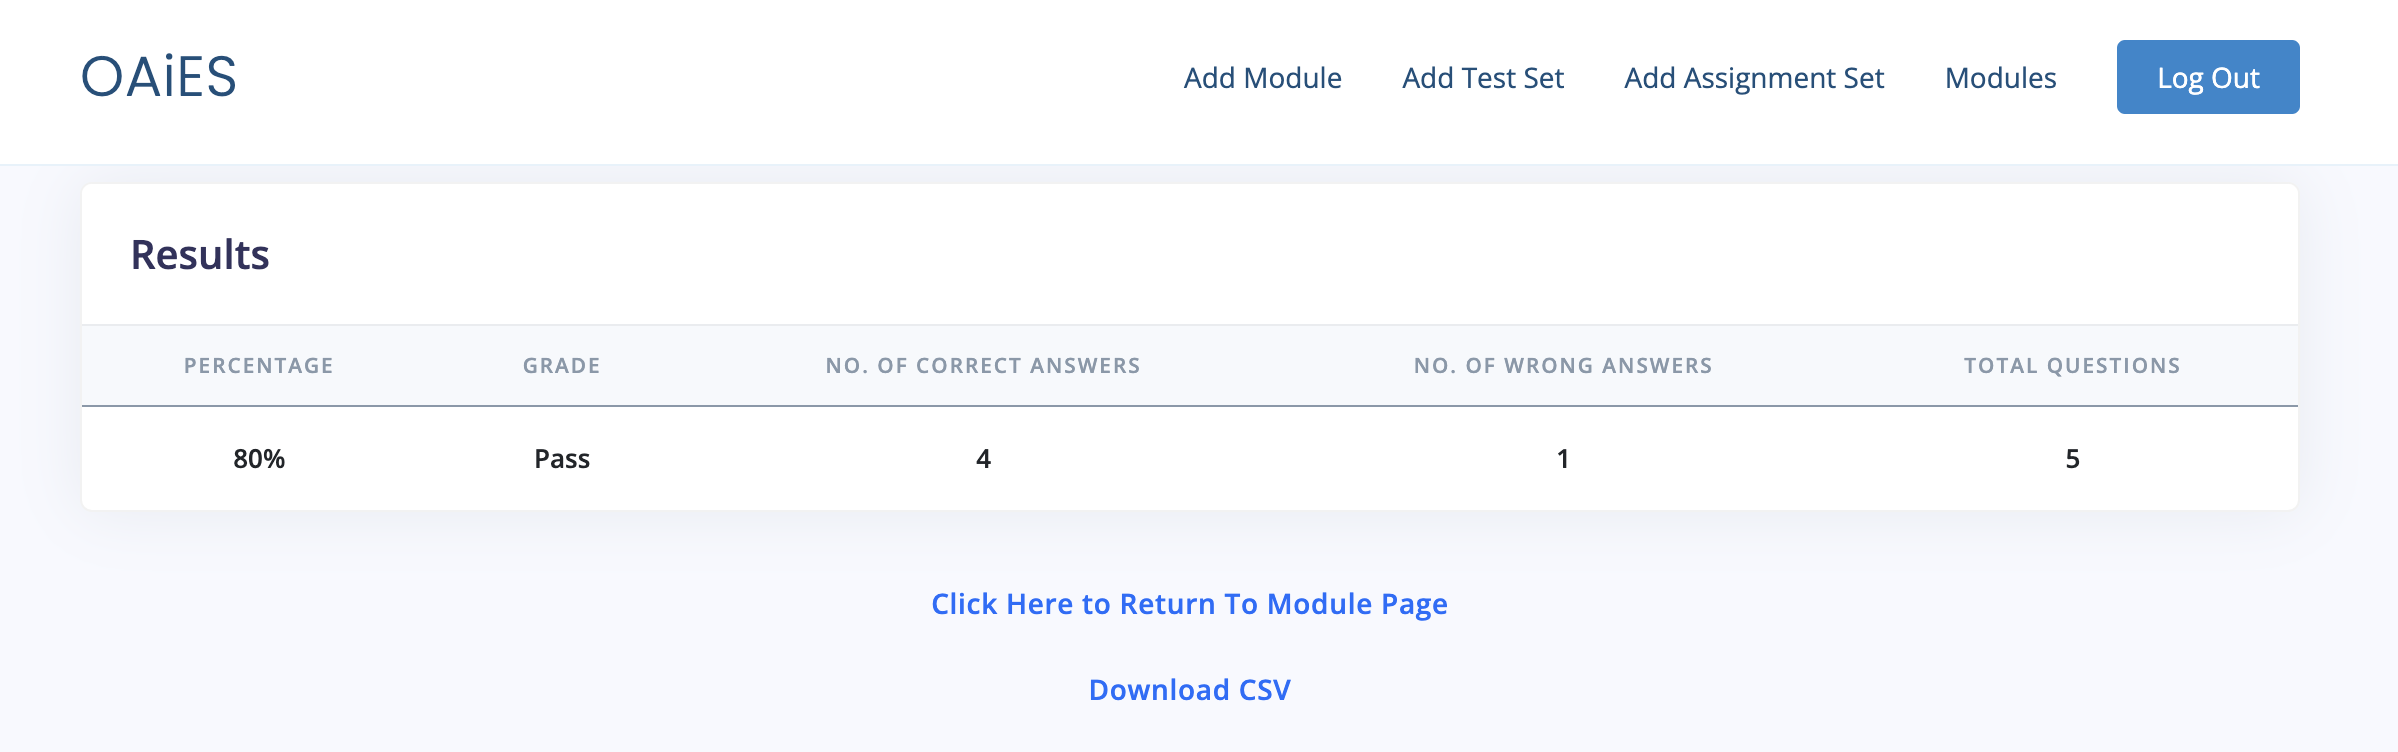 OAiES Add Module Add Test Set Add Assignment Set Modules Log Out
Results
PERCENTAGE GRADE NO. OF CORRECT ANSWERS NO. OF WRONG ANSWERS TOTAL QUESTIONS
80% Pass 4 1 5
Click Here to Return To Module Page
Download CSV